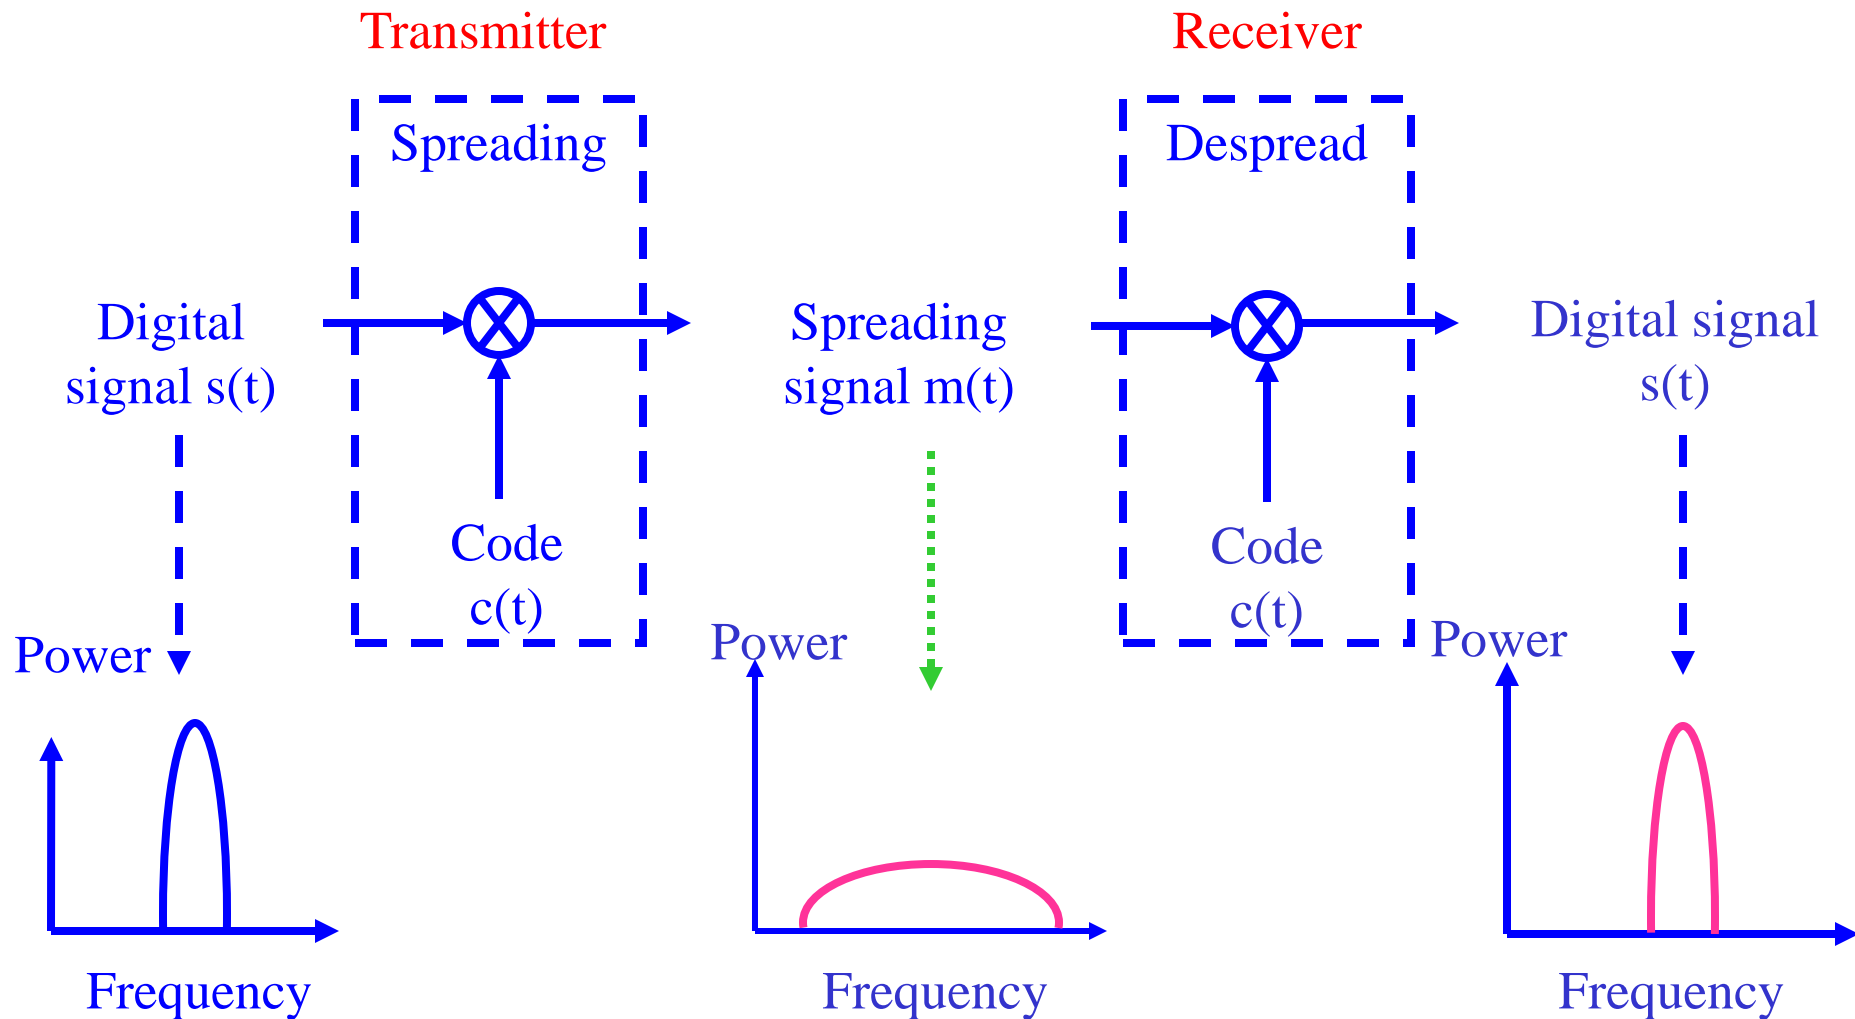 Transmitter
Receiver
Spreading
Despread
Digital
signal s(t)
Spreading
signal m(t)
Digital signal
s(t)
Code
c(t)
Code
c(t)
Power
Power
Power
Frequency
Frequency
Frequency